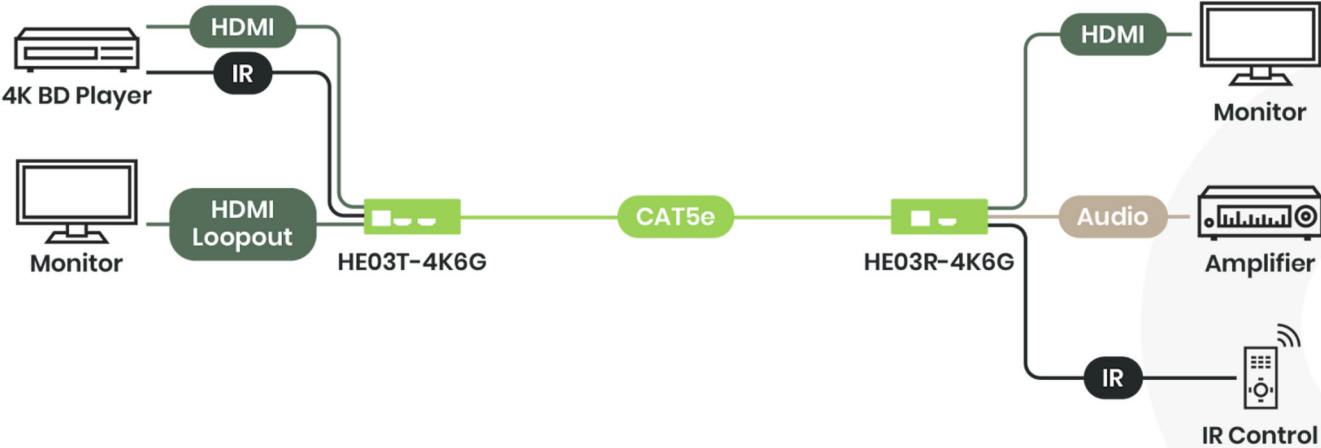 HDMI
IR
4K BD Player
HDMI
Loopout
Monitor
HE03T-4K6G
CAT5e
HE03R-4K6G
HDMI
Monitor
Audio
Amplifier
IR
IR Control